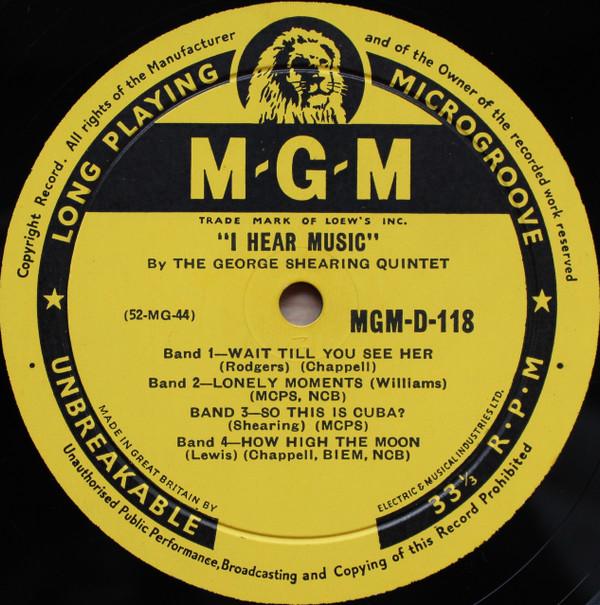 Copyright Record. All rights of the Manufacturer and of the Owner of the recorded work reserved
LONG PLAYING MICROGROOVE
M-G-M
TRADE MARK OF LOEW'S INC.
"I HEAR MUSIC"
By THE GEORGE SHEARING QUINTET
(52-MG-44)
MGM-D-118
Band 1—WAIT TILL YOU SEE HER
(Rodgers) (Chappell)
Band 2—LONELY MOMENTS (Williams)
(MCPS, NCB)
BAND 3—SO THIS IS CUBA?
(Shearing) (MCPS)
Band 4—HOW HIGH THE MOON
(Lewis) (Chappell, BIEM, NCB)
MADE IN GREAT BRITAIN BY
ELECTRIC & MUSICAL INDUSTRIES LTD.
UNBREAKABLE
33⅓ R·P·M
Unauthorised Public Performance, Broadcasting and Copying of this Record Prohibited